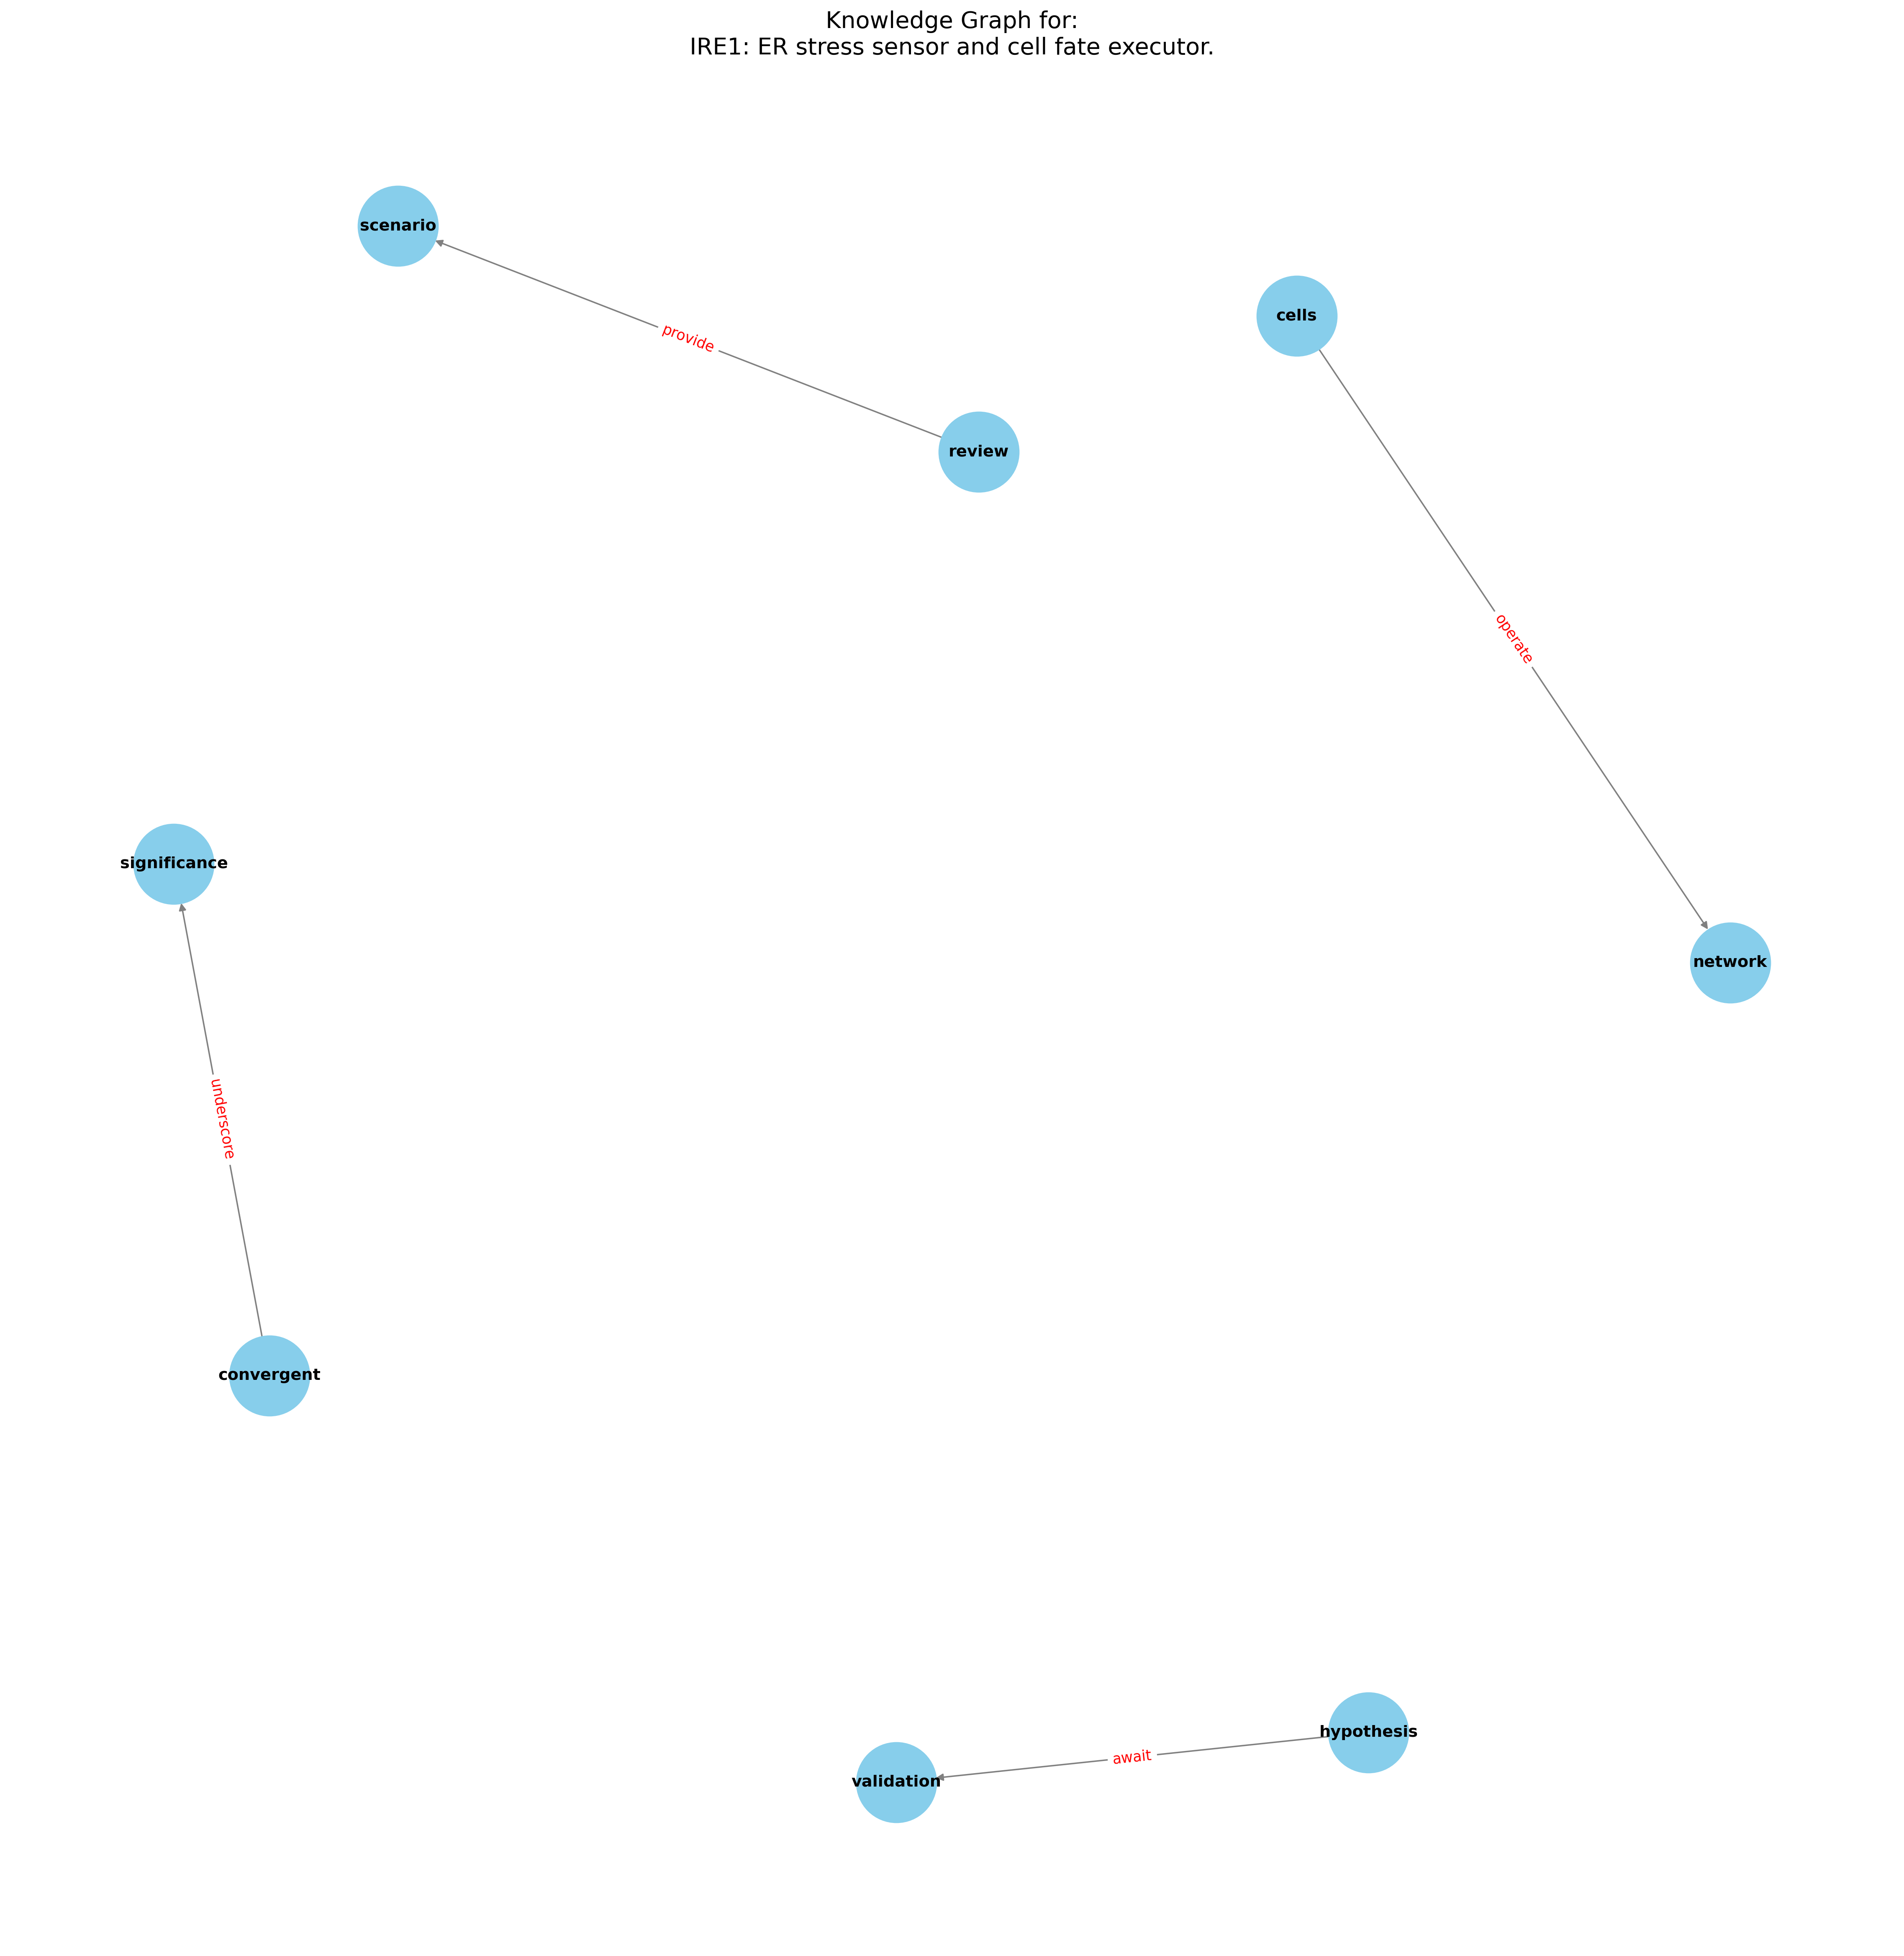 Knowledge Graph for:
IRE1: ER stress sensor and cell fate executor.
scenario
provide
review
cells
operate
network
significance
underscore
convergent
hypothesis
await
validation